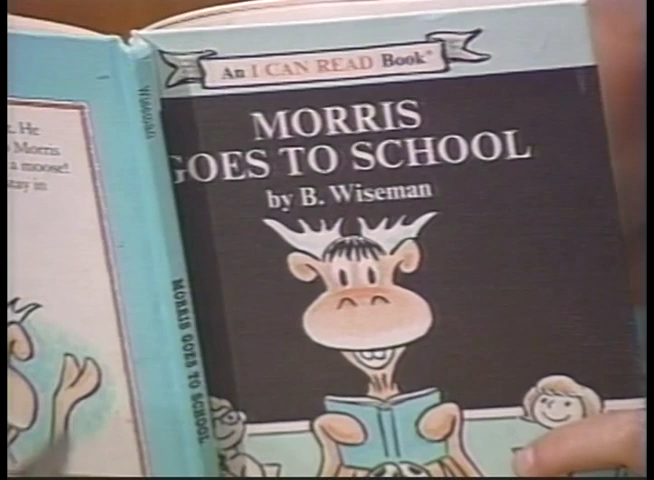 . He
Morris
a moose!
stay in
Wiseman
MORRIS GOES TO SCHOOL
An I CAN READ Book®
MORRIS
GOES TO SCHOOL
by B. Wiseman